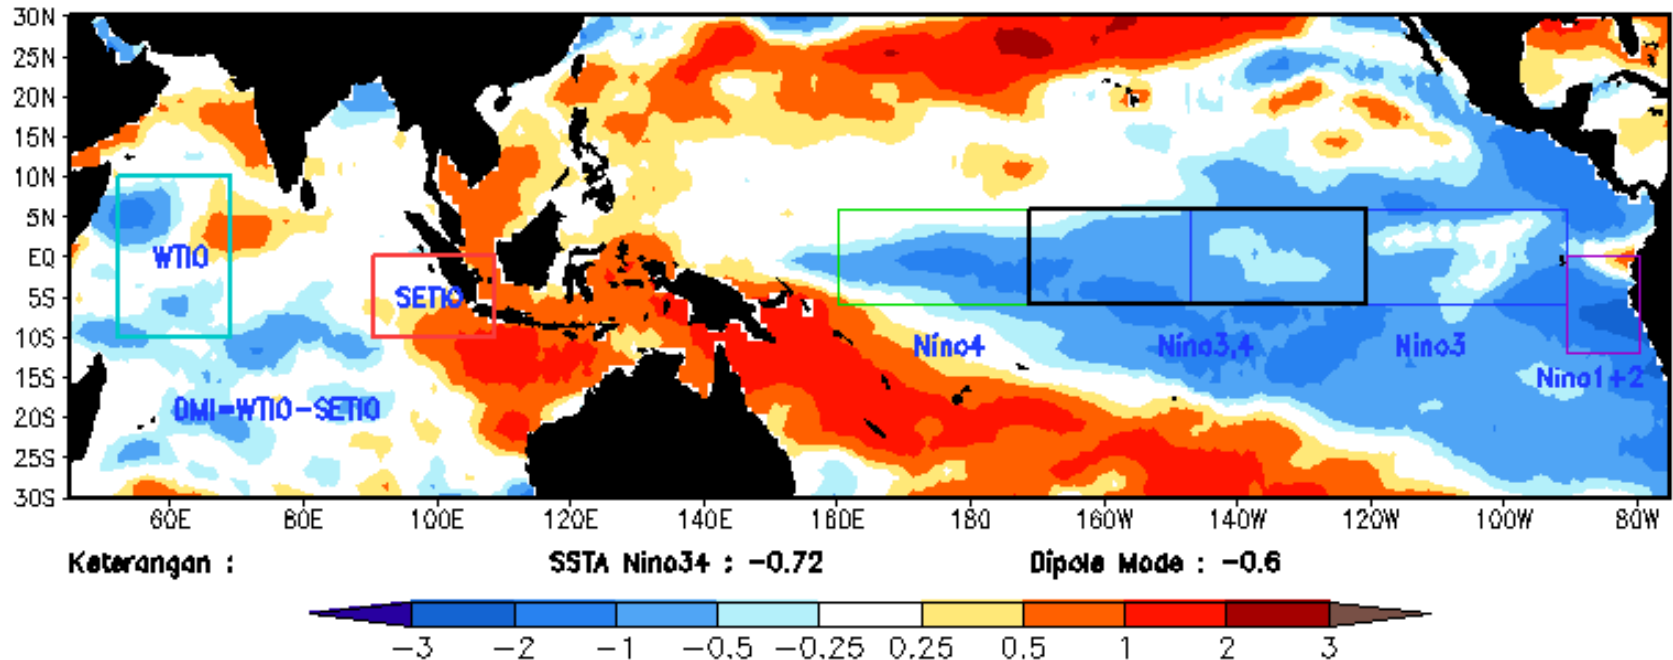 30N
25N
20N
15N
10N
5N
EQ
5S
10S
15S
20S
25S
30S
WTIO
SETIO
DMI=WTIO-SETIO
Nino4
Nino3,4
Nino3
Nino1+2
60E 80E 100E 120E 140E 160E 180 160W 140W 120W 100W 80W
Keterangan : SSTA Nino34 : -0.72 Dipole Mode : -0.6
-3 -2 -1 -0.5 -0.25 0.25 0.5 1 2 3